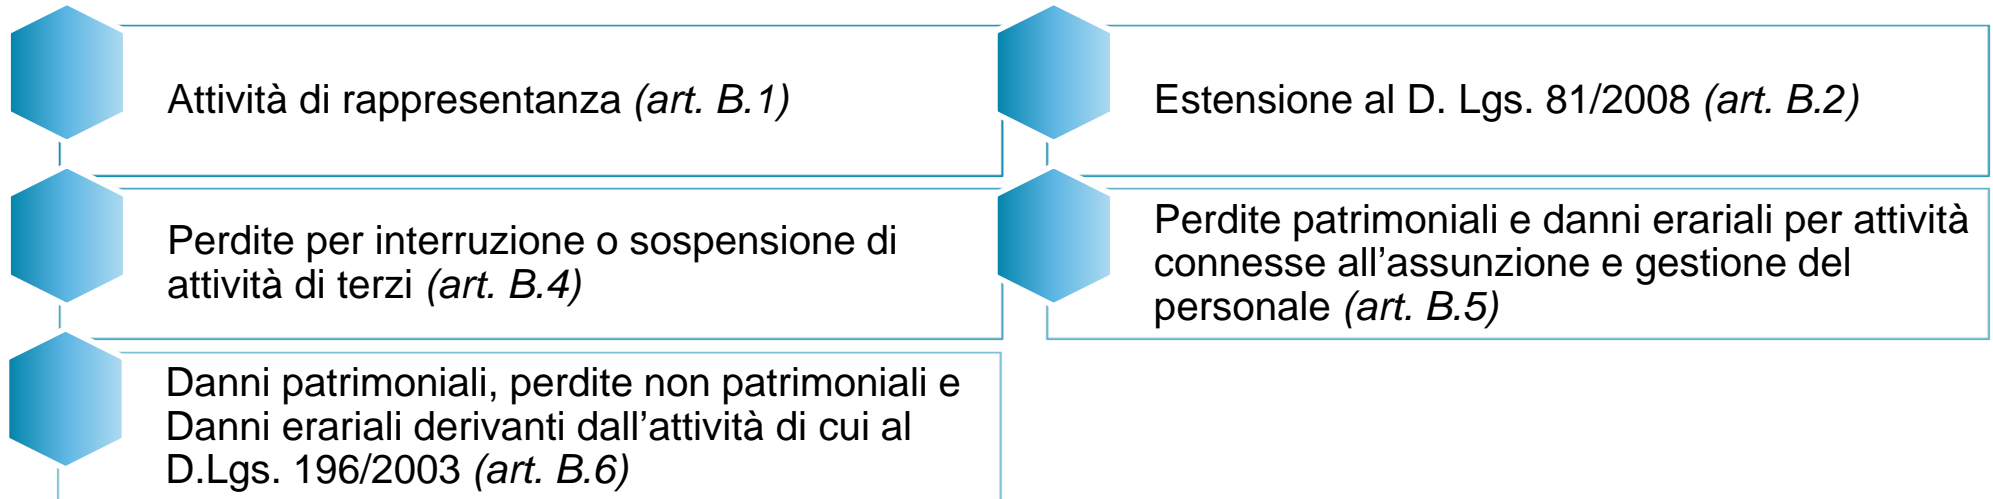 Attività di rappresentanza (art. B.1)
Estensione al D. Lgs. 81/2008 (art. B.2)
Perdite per interruzione o sospensione di
attività di terzi (art. B.4)
Perdite patrimoniali e danni erariali per attività
connesse all’assunzione e gestione del
personale (art. B.5)
Danni patrimoniali, perdite non patrimoniali e
Danni erariali derivanti dall’attività di cui al
D.Lgs. 196/2003 (art. B.6)